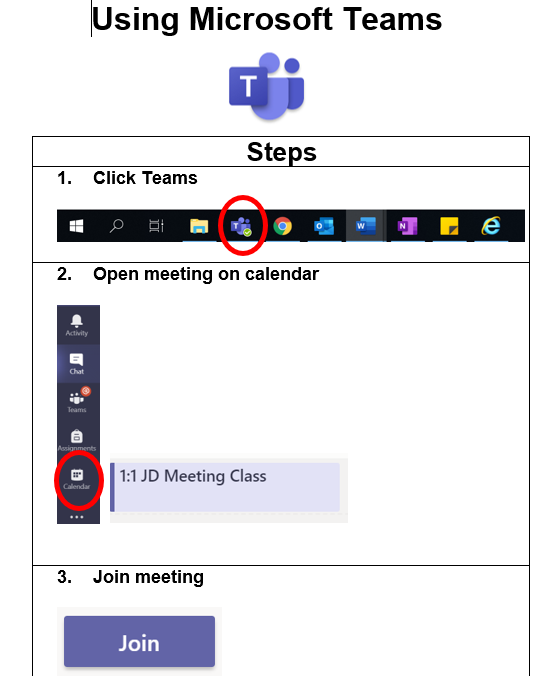 Using Microsoft Teams
T
Steps
1. Click Teams
2. Open meeting on calendar
Activity
Chat
Teams
Assignments
Calendar
1:1 JD Meeting Class
3. Join meeting
Join